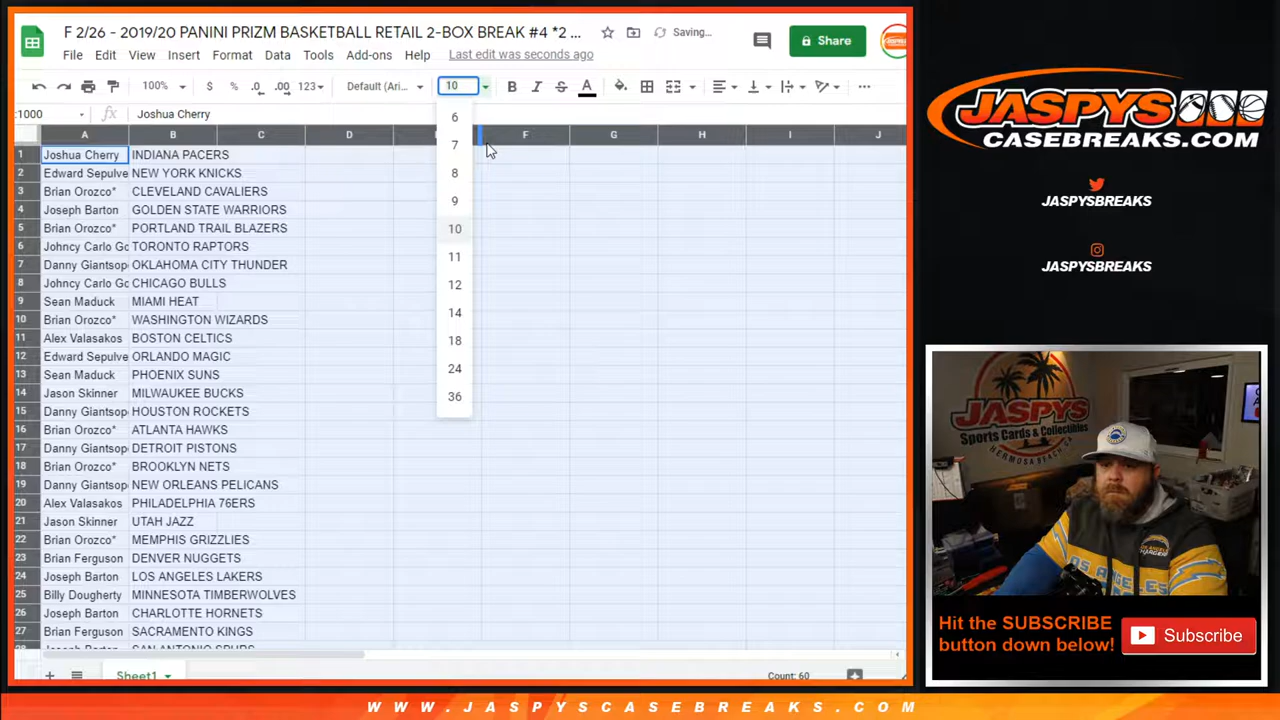 F 2/26 - 2019/20 PANINI PRIZM BASKETBALL RETAIL 2-BOX BREAK #4 *2 ...
Saving...
Share
File Edit View Insert Format Data Tools Add-ons Help Last edit was seconds ago
100% $ % .0 .00 123 Default (Ari... 10 B I S A
:1000 fx Joshua Cherry
A B C D F G H I J
1 Joshua Cherry INDIANA PACERS
2 Edward Sepulve NEW YORK KNICKS
3 Brian Orozco* CLEVELAND CAVALIERS
4 Joseph Barton GOLDEN STATE WARRIORS
5 Brian Orozco* PORTLAND TRAIL BLAZERS
6 Johncy Carlo Go TORONTO RAPTORS
7 Danny Giantsop OKLAHOMA CITY THUNDER
8 Johncy Carlo Go CHICAGO BULLS
9 Sean Maduck MIAMI HEAT
10 Brian Orozco* WASHINGTON WIZARDS
11 Alex Valasakos BOSTON CELTICS
12 Edward Sepulve ORLANDO MAGIC
13 Sean Maduck PHOENIX SUNS
14 Jason Skinner MILWAUKEE BUCKS
15 Danny Giantsop HOUSTON ROCKETS
16 Brian Orozco* ATLANTA HAWKS
17 Danny Giantsop DETROIT PISTONS
18 Brian Orozco* BROOKLYN NETS
19 Danny Giantsop NEW ORLEANS PELICANS
20 Alex Valasakos PHILADELPHIA 76ERS
21 Jason Skinner UTAH JAZZ
22 Brian Orozco* MEMPHIS GRIZZLIES
23 Brian Ferguson DENVER NUGGETS
24 Joseph Barton LOS ANGELES LAKERS
25 Billy Dougherty MINNESOTA TIMBERWOLVES
26 Joseph Barton CHARLOTTE HORNETS
27 Brian Ferguson SACRAMENTO KINGS
28 Joseph Barton SAN ANTONIO SPURS
6
7
8
9
10
11
12
14
18
24
36
Sheet1
Count: 60
JASPYS
CASEBREAKS.COM
JASPYSBREAKS
JASPYSBREAKS
JASPYS
Sports Cards & Collectibles
HERMOSA BEACH, CA
Hit the SUBSCRIBE
button down below!
Subscribe
WWW.JASPYSCASEBREAKS.COM